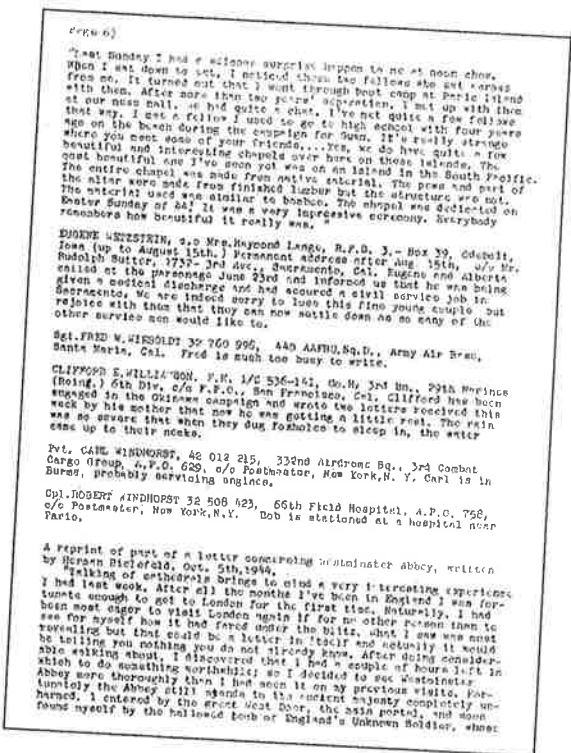 Page 6)
"Last Sunday I had a welcome surprise happen to me at noon chow.
When I sat down to eat, I noticed these two fellows who sat across
from me. It turned out that I went through boot camp at Paris Island
with them. After more than two years' separation, I met up with them
at our mess hall. We had quite a chat. I've met quite a few fellows
that way. I met a fellow I used to go to high school with four years
ago on the beach during the campaign for Guam. It's really strange
where you meet some of your friends....Yes, we do have quite a few
beautiful and interesting chapels over here on these islands. The
most beautiful one I've seen yet was on an island in the South Pacific.
The entire chapel was made from native material. The pews and part of
the altar were made from finished lumber but the structure was not.
The material used was similar to bamboo. The chapel was dedicated on
Easter Sunday of 44! It was a very impressive ceremony. Everybody
remembers how beautiful it really was. "
EUGENE WETZSTEIN, c.o Mrs.Raymond Lange, R.F.D. 3,- Box 39, Odebolt,
Iowa (up to August 15th.) Permanent address after Aug. 15th, c/o Mr.
Rudolph Sutter, 1737- 3rd Ave., Sacramento, Cal. Eugene and Alberta
called at the parsonage June 23rd and informed us that he was being
given a medical discharge and had secured a civil service job in
Sacramento. We are indeed sorry to lose this fine young couple but
rejoice with them that they can now settle down as so many of the
other service men would like to.
Sgt.FRED W.WIEBOLDT 32 760 996, 440 AAFBU,Sq.D., Army Air Base,
Santa Maria, Cal. Fred is much too busy to write.
CLIFFORD E.WILLIAMSON, F.K. 1/C 536-141, Co.H, 3rd Bn., 29th Marines
(Reinf.) 6th Div. c/o F.P.O., San Francisco, Cal. Clifford has been
engaged in the Okinawa campaign and wrote two letters received this
week by his mother that now he was getting a little rest. The rain
was so severe that when they dug foxholes to sleep in, the water
came up to their necks.
Pvt. CARL WINDHORST, 42 012 215, 332nd Airdrome Sq., 3rd Combat
Cargo Group, A.P.O. 629, c/o Postmaster, New York,N. Y. Carl is in
Burma, probably servicing engines.
Cpl.ROBERT WINDHORST 32 508 423, 66th Field Hospital, A.P.O. 758,
c/o Postmaster, New York,N.Y. Bob is stationed at a hospital near
Paris.
A reprint of part of a letter concerning Westminster Abbey, written
by Herman Bielefeld, Oct. 5th,1944.
"Talking of cathedrals brings to mind a very interesting experience
I had last week. After all the months I've been in England I was for-
tunate enough to get to London for the first time. Naturally, I had
been most eager to visit London again if for no other reason than to
see for myself how it had fared under the blitz. What I saw was most
revealing but that could be a letter in itself and actually it would
be telling you nothing you do not already know. After doing consider-
able walking about, I discovered that I had a couple of hours left in
which to do something worthwhile; so I decided to see Westminster
Abbey more thoroughly than I had seen it on my previous visits. For-
tunately the Abbey still stands in its ancient majesty completely un-
harmed. I entered by the great West Door, the main portal, and soon
found myself by the hallowed tomb of England's Unknown Soldier, whose